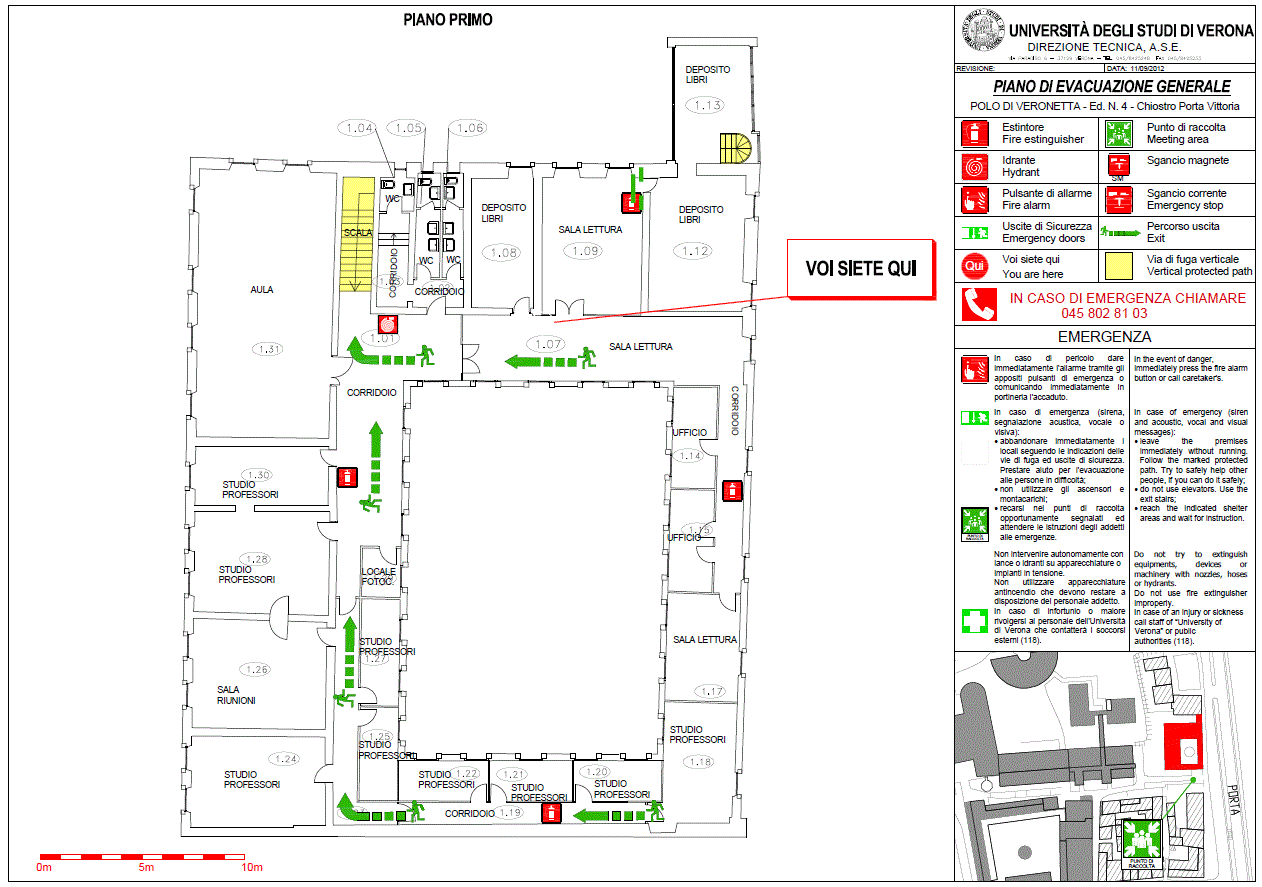 PIANO PRIMO
DEPOSITO
LIBRI
1.13
1.04
1.05
1.06
WC
SCALA
CORRIDOIO
WC
WC
CORRIDOIO
DEPOSITO
LIBRI
1.08
SALA LETTURA
1.09
DEPOSITO
LIBRI
1.12
VOI SIETE QUI
AULA
1.31
1.01
1.07
SALA LETTURA
CORRIDOIO
CORRIDOIO
UFFICIO
1.14
1.15
UFFICIO
1.30
STUDIO
PROFESSORI
1.28
STUDIO
PROFESSORI
LOCALE
FOTOC.
STUDIO
PROFESSORI
1.27
1.26
SALA
RIUNIONI
SALA LETTURA
1.17
1.25
STUDIO
PROFESSORI
STUDIO
PROFESSORI
1.18
1.24
STUDIO
PROFESSORI
1.22
STUDIO
PROFESSORI
1.21
STUDIO
PROFESSORI
1.20
STUDIO
PROFESSORI
CORRIDOIO
1.19
0m
5m
10m
UNIVERSITÀ DEGLI STUDI DI VERONA
DIREZIONE TECNICA, A.S.E.
REVISIONE:
DATA: 11/09/2012
PIANO DI EVACUAZIONE GENERALE
POLO DI VERONETTA - Ed. N. 4 - Chiostro Porta Vittoria
Estintore
Fire estinguisher
Punto di raccolta
Meeting area
Idrante
Hydrant
Sgancio magnete
SM
Pulsante di allarme
Fire alarm
Sgancio corrente
Emergency stop
Uscite di Sicurezza
Emergency doors
Percorso uscita
Exit
Qui
Voi siete qui
You are here
Via di fuga verticale
Vertical protected path
IN CASO DI EMERGENZA CHIAMARE
045 802 81 03
EMERGENZA
In caso di pericolo dare
immediatamente l'allarme tramite gli
appositi pulsanti di emergenza o
comunicando immediatamente in
portineria l'accaduto.
In the event of danger,
immediately press the fire alarm
button or call caretaker's.
In caso di emergenza (sirena,
segnalazione acustica, vocale o
visiva):
• abbandonare immediatamente i
locali seguendo le indicazioni delle
vie di fuga ed uscite di sicurezza.
Prestare aiuto per l'evacuazione
alle persone in difficoltà;
• non utilizzare gli ascensori e
montacarichi;
• recarsi nei punti di raccolta
opportunamente segnalati ed
attendere le istruzioni degli addetti
alle emergenze.
In case of emergency (siren
and acoustic, vocal and visual
messages):
• leave the premises
immediately without running.
Follow the marked protected
path. Try to safely help other
people, if you can do it safely;
• do not use elevators. Use the
exit stairs;
• reach the indicated shelter
areas and wait for instruction.
PUNTO DI
RACCOLTA
Non intervenire autonomamente con
lance o idranti su apparecchiature o
impianti in tensione.
Non utilizzare apparecchiature
antincendio che devono restare a
disposizione del personale addetto.
In caso di infortunio o malore
rivolgersi al personale dell'Università
di Verona che contatterà i soccorsi
esterni (118).
Do not try to extinguish
equipments, devices or
machinery with nozzles, hoses
or hydrants.
Do not use fire extinguisher
improperly.
In case of an injury or sickness
call staff of "University of
Verona" or public
authorities (118).
PORTA
PUNTO DI
RACCOLTA